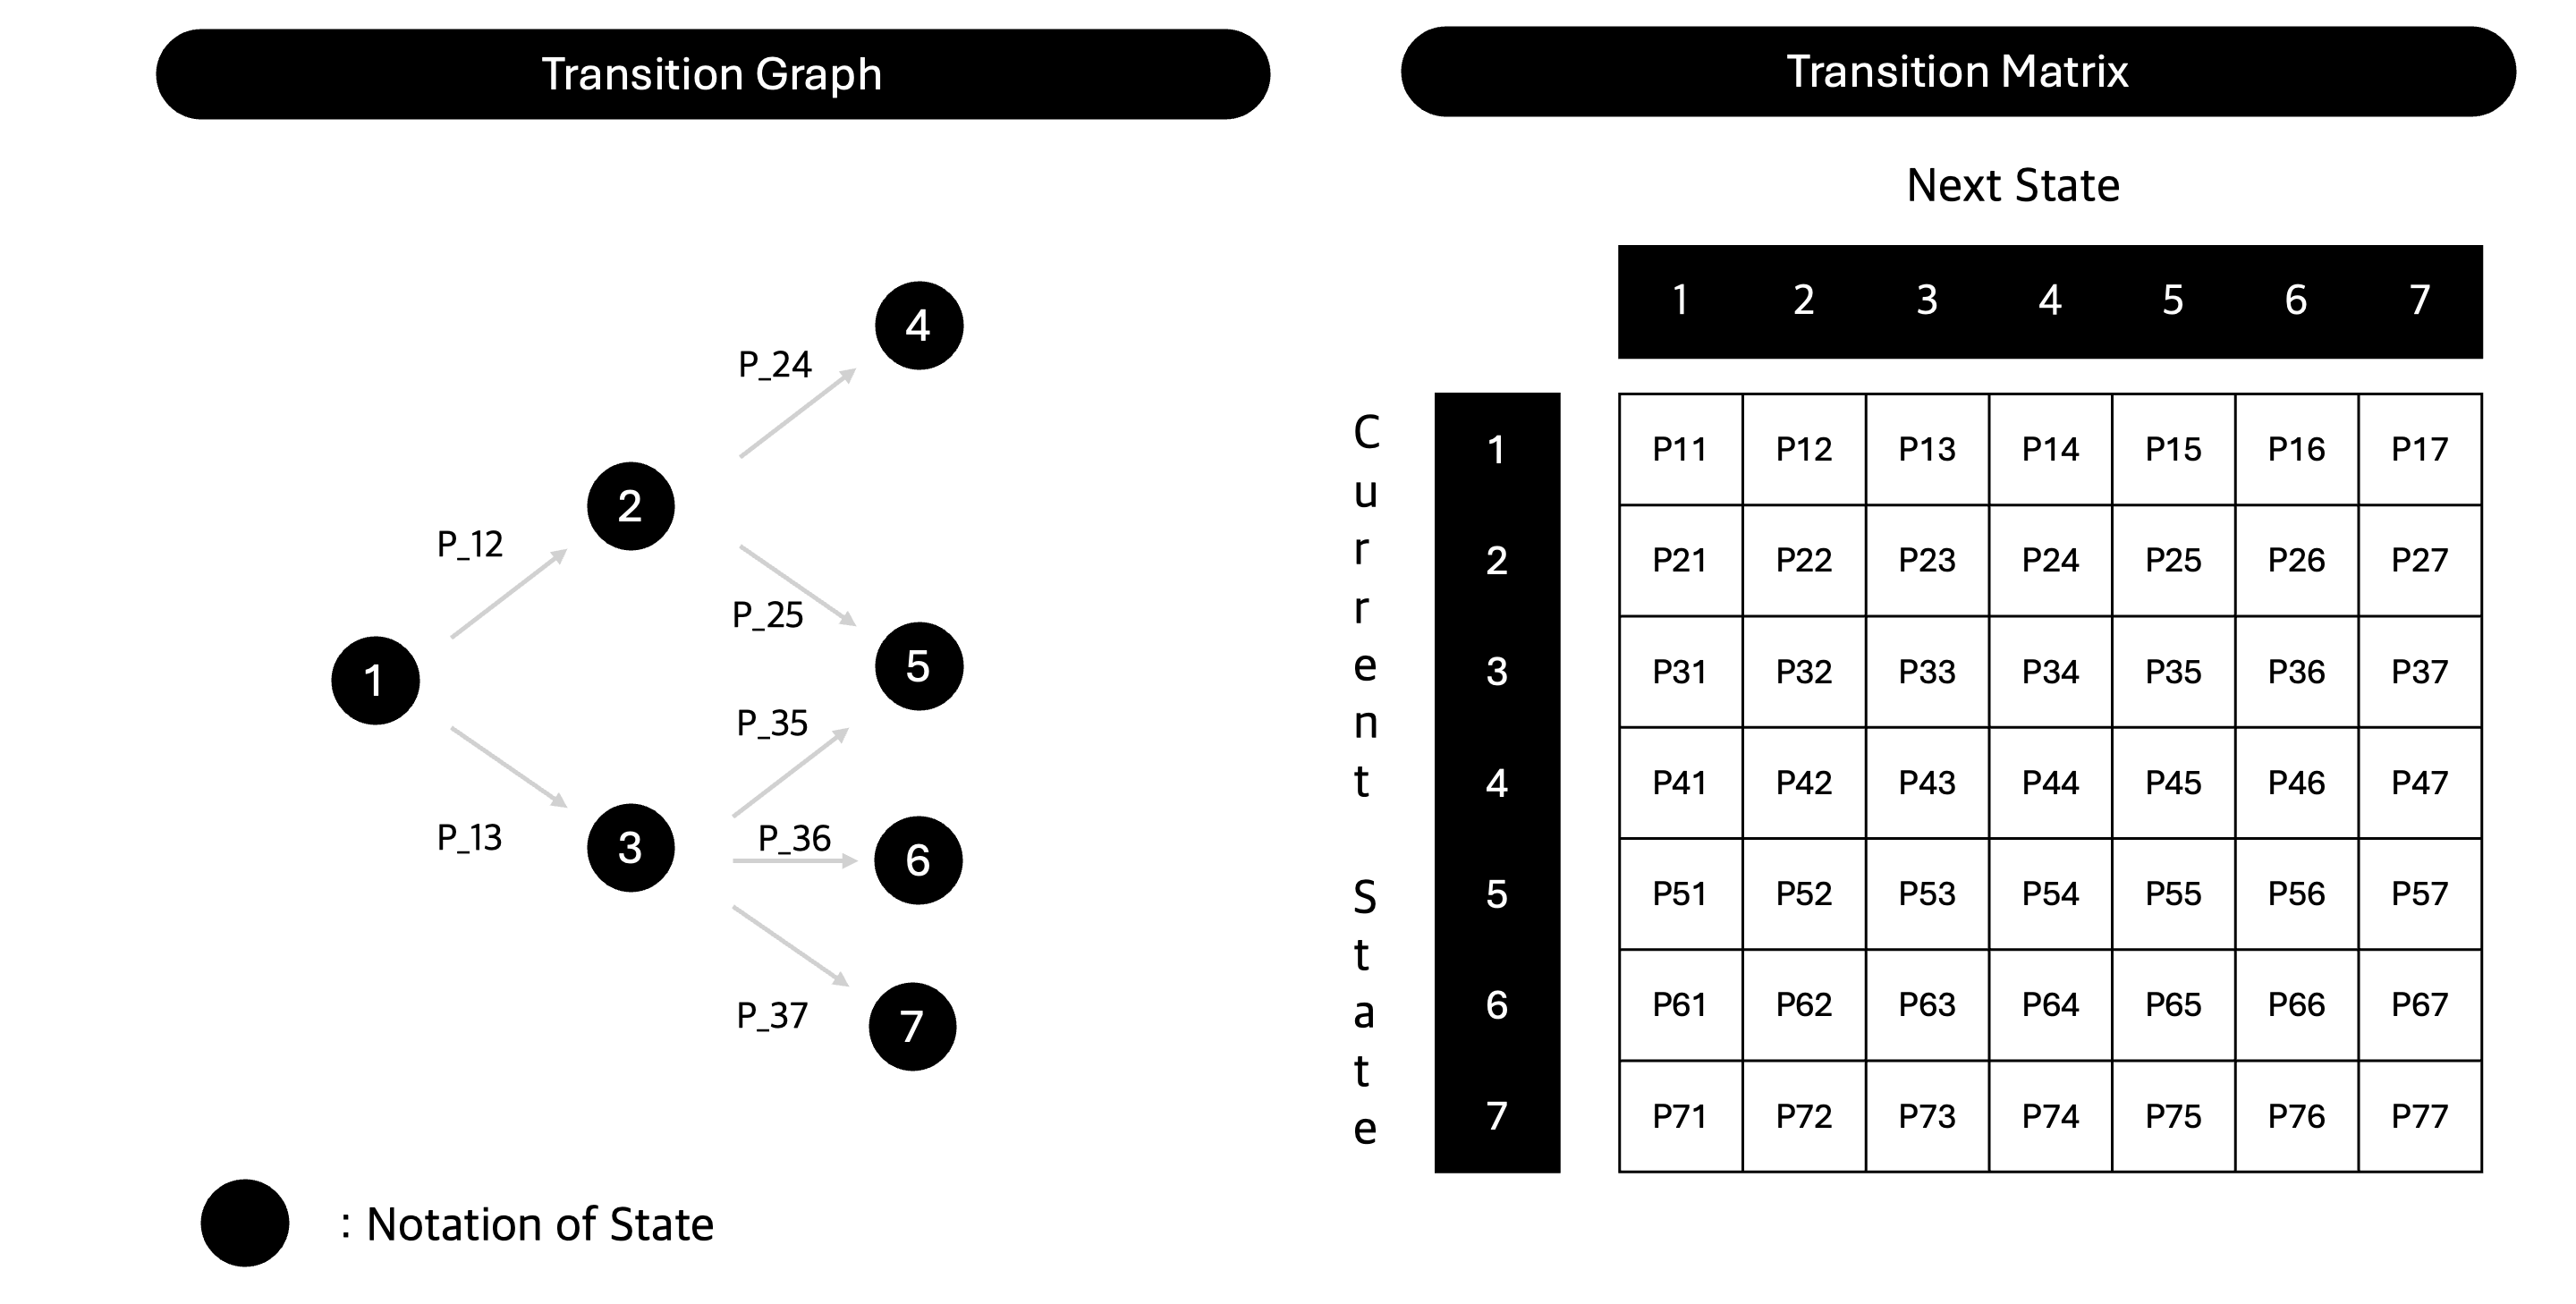 Transition Graph
4
P_24
2
P_12
P_25
1
5
P_35
P_13
3
P_36
6
P_37
7
: Notation of State
Transition Matrix
Next State
1 2 3 4 5 6 7
Current State
1 P11 P12 P13 P14 P15 P16 P17
2 P21 P22 P23 P24 P25 P26 P27
3 P31 P32 P33 P34 P35 P36 P37
4 P41 P42 P43 P44 P45 P46 P47
5 P51 P52 P53 P54 P55 P56 P57
6 P61 P62 P63 P64 P65 P66 P67
7 P71 P72 P73 P74 P75 P76 P77